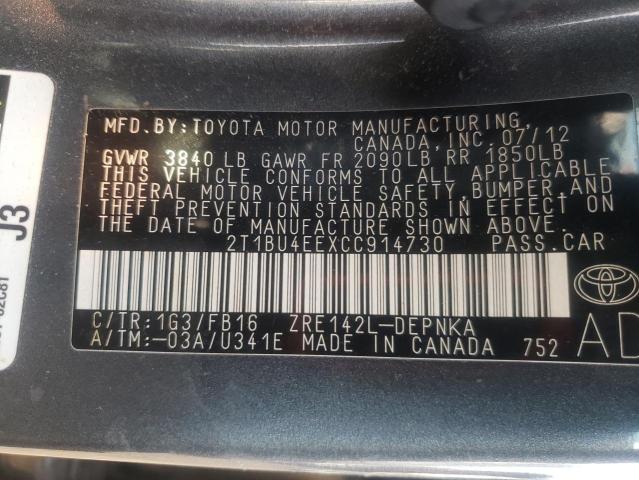 MFD. BY: TOYOTA MOTOR MANUFACTURING,
CANADA, INC. 07/12
GVWR 3840 LB GAWR FR 2090LB, RR 1850LB
THIS VEHICLE CONFORMS TO ALL APPLICABLE
FEDERAL MOTOR VEHICLE SAFETY, BUMPER, AND
THEFT PREVENTION STANDARDS IN EFFECT ON
THE DATE OF MANUFACTURE SHOWN ABOVE.
2T1BU4EEXCC914730 PASS. CAR
C/TR: 1G3/FB16 ZRE142L-DEPNKA
A/TM: -03A/U341E MADE IN CANADA 752
AD
J3